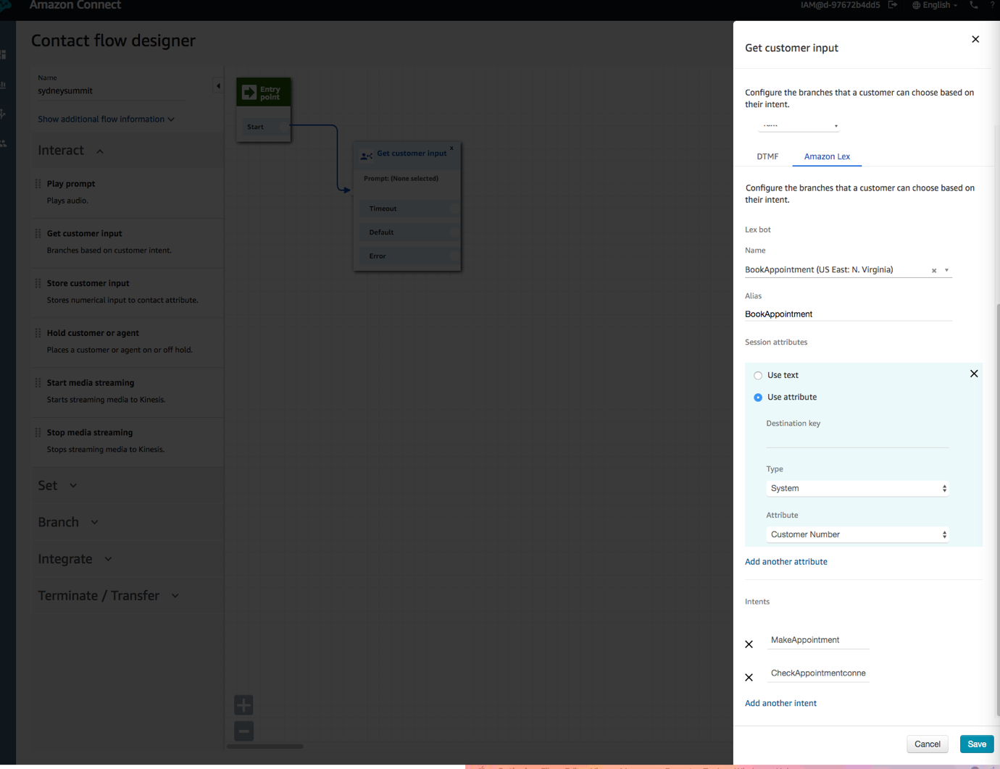 Amazon Connect
IAM@d-97672b4dd5
English
?
Contact flow designer
Name
sydneysummit
Show additional flow information
Interact
Play prompt
Plays audio.
Get customer input
Branches based on customer intent.
Store customer input
Stores numerical input to contact attribute.
Hold customer or agent
Places a customer or agent on or off hold.
Start media streaming
Starts streaming media to Kinesis.
Stop media streaming
Stops streaming media to Kinesis.
Set
Branch
Integrate
Terminate / Transfer
Entry
point
Start
Get customer input
x
Prompt: (None selected)
Timeout
Default
Error
Get customer input
Configure the branches that a customer can choose based on
their intent.
DTMF
Amazon Lex
Configure the branches that a customer can choose based on
their intent.
Lex bot
Name
BookAppointment (US East: N. Virginia)
Alias
BookAppointment
Session attributes
Use text
Use attribute
Destination key
Type
System
Attribute
Customer Number
Add another attribute
Intents
MakeAppointment
CheckAppointmentconne
Add another intent
Cancel
Save